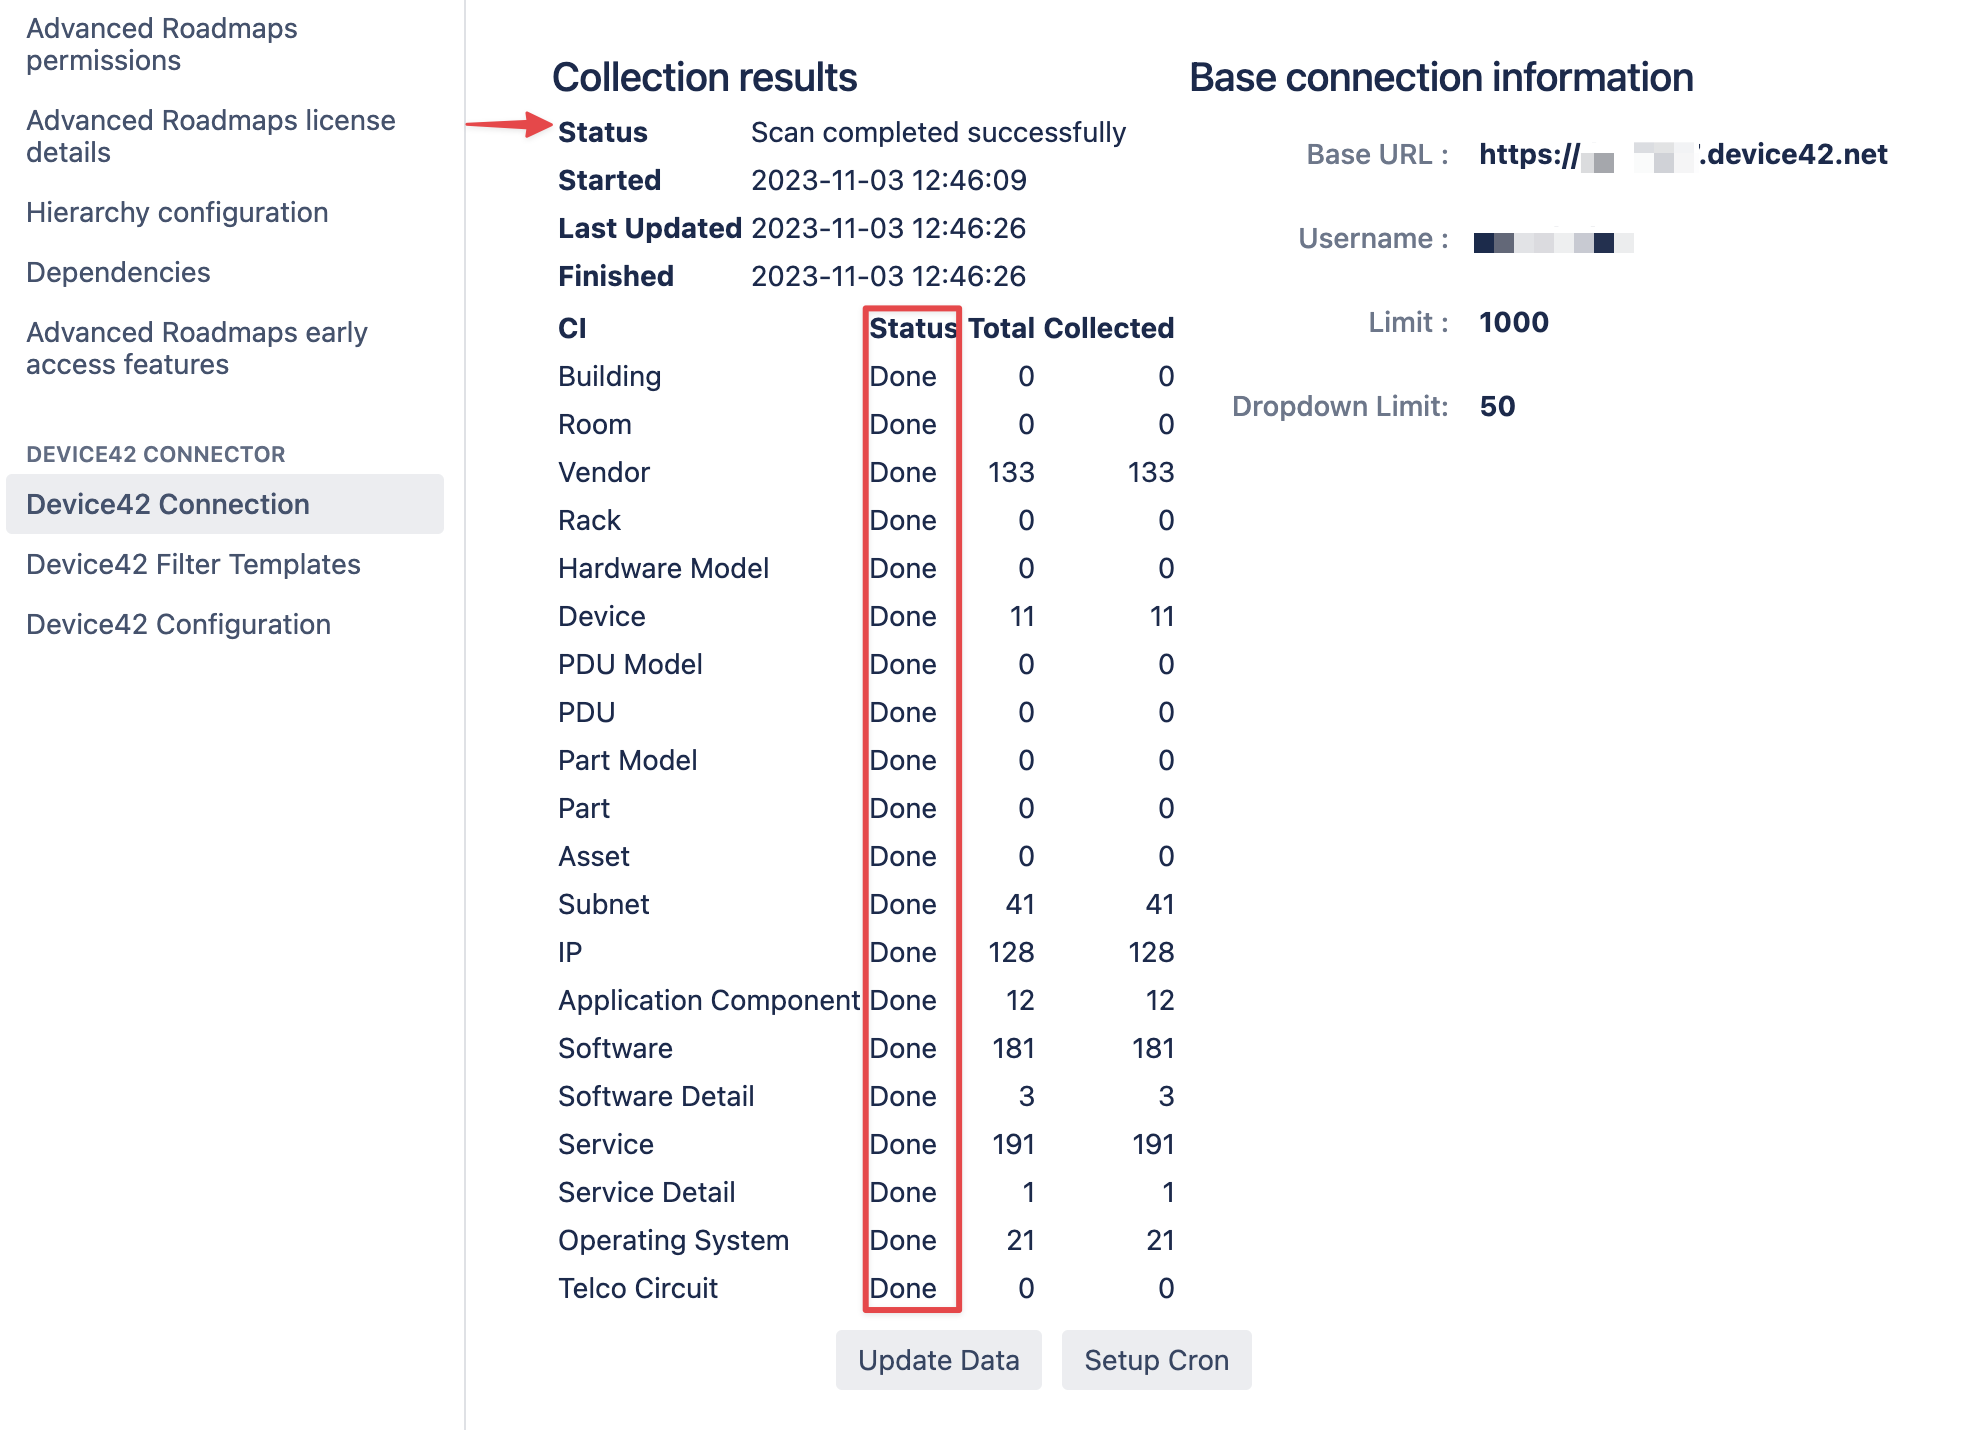 Advanced Roadmaps
permissions
Advanced Roadmaps license
details
Hierarchy configuration
Dependencies
Advanced Roadmaps early
access features
DEVICE42 CONNECTOR
Device42 Connection
Device42 Filter Templates
Device42 Configuration
Collection results
Status Scan completed successfully
Started 2023-11-03 12:46:09
Last Updated 2023-11-03 12:46:26
Finished 2023-11-03 12:46:26
CI Status Total Collected
Building Done 0 0
Room Done 0 0
Vendor Done 133 133
Rack Done 0 0
Hardware Model Done 0 0
Device Done 11 11
PDU Model Done 0 0
PDU Done 0 0
Part Model Done 0 0
Part Done 0 0
Asset Done 0 0
Subnet Done 41 41
IP Done 128 128
Application Component Done 12 12
Software Done 181 181
Software Detail Done 3 3
Service Done 191 191
Service Detail Done 1 1
Operating System Done 21 21
Telco Circuit Done 0 0
Update Data Setup Cron
Base connection information
Base URL : https:// .device42.net
Username :
Limit : 1000
Dropdown Limit: 50